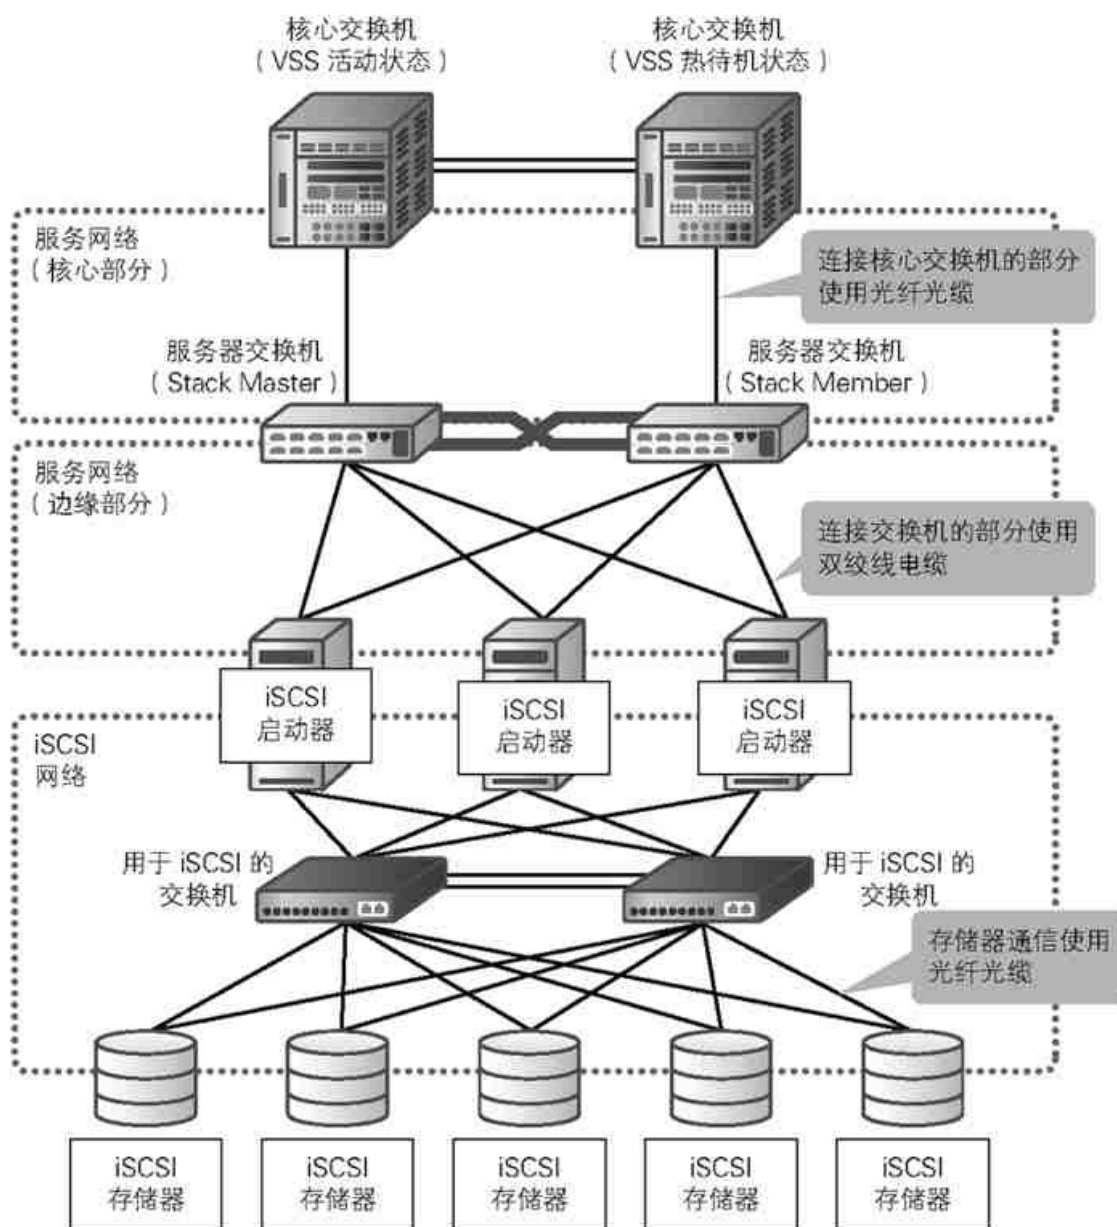 核心交换机
（VSS 活动状态）
核心交换机
（VSS 热待机状态）
服务网络
（核心部分）
连接核心交换机的部分
使用光纤光缆
服务器交换机
（Stack Master）
服务器交换机
（Stack Member）
服务网络
（边缘部分）
连接交换机的部分使用
双绞线电缆
iSCSI
启动器
iSCSI
启动器
iSCSI
启动器
iSCSI
网络
用于 iSCSI 的
交换机
用于 iSCSI 的
交换机
存储器通信使用
光纤光缆
iSCSI
存储器
iSCSI
存储器
iSCSI
存储器
iSCSI
存储器
iSCSI
存储器